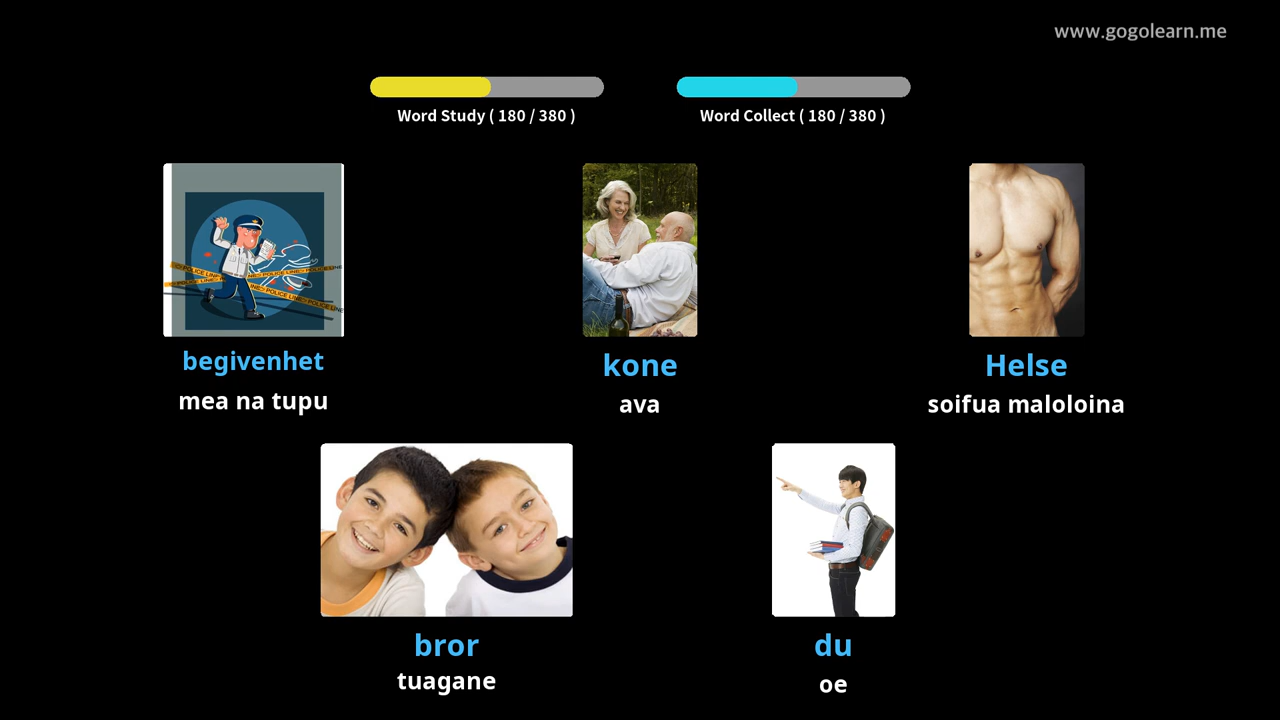 www.gogolearn.me
Word Study ( 180 / 380 )
Word Collect ( 180 / 380 )
begivenhet
mea na tupu
kone
ava
Helse
soifua maloloina
bror
tuagane
du
oe